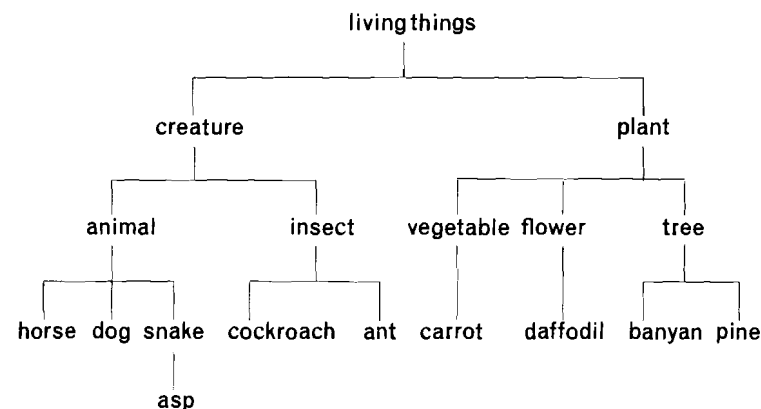 living things
creature plant
animal insect vegetable flower tree
horse dog snake cockroach ant carrot daffodil banyan pine
asp